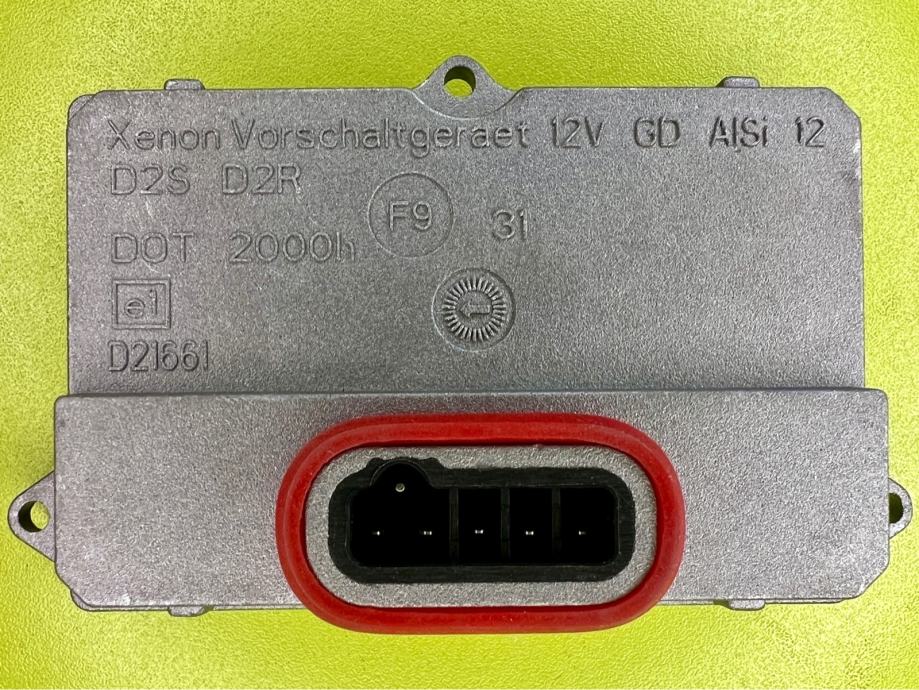 Xenon Vorschaltgeraet 12V GD AlSi 12
D2S D2R
F9 31
DOT 2000h
e1
D21661